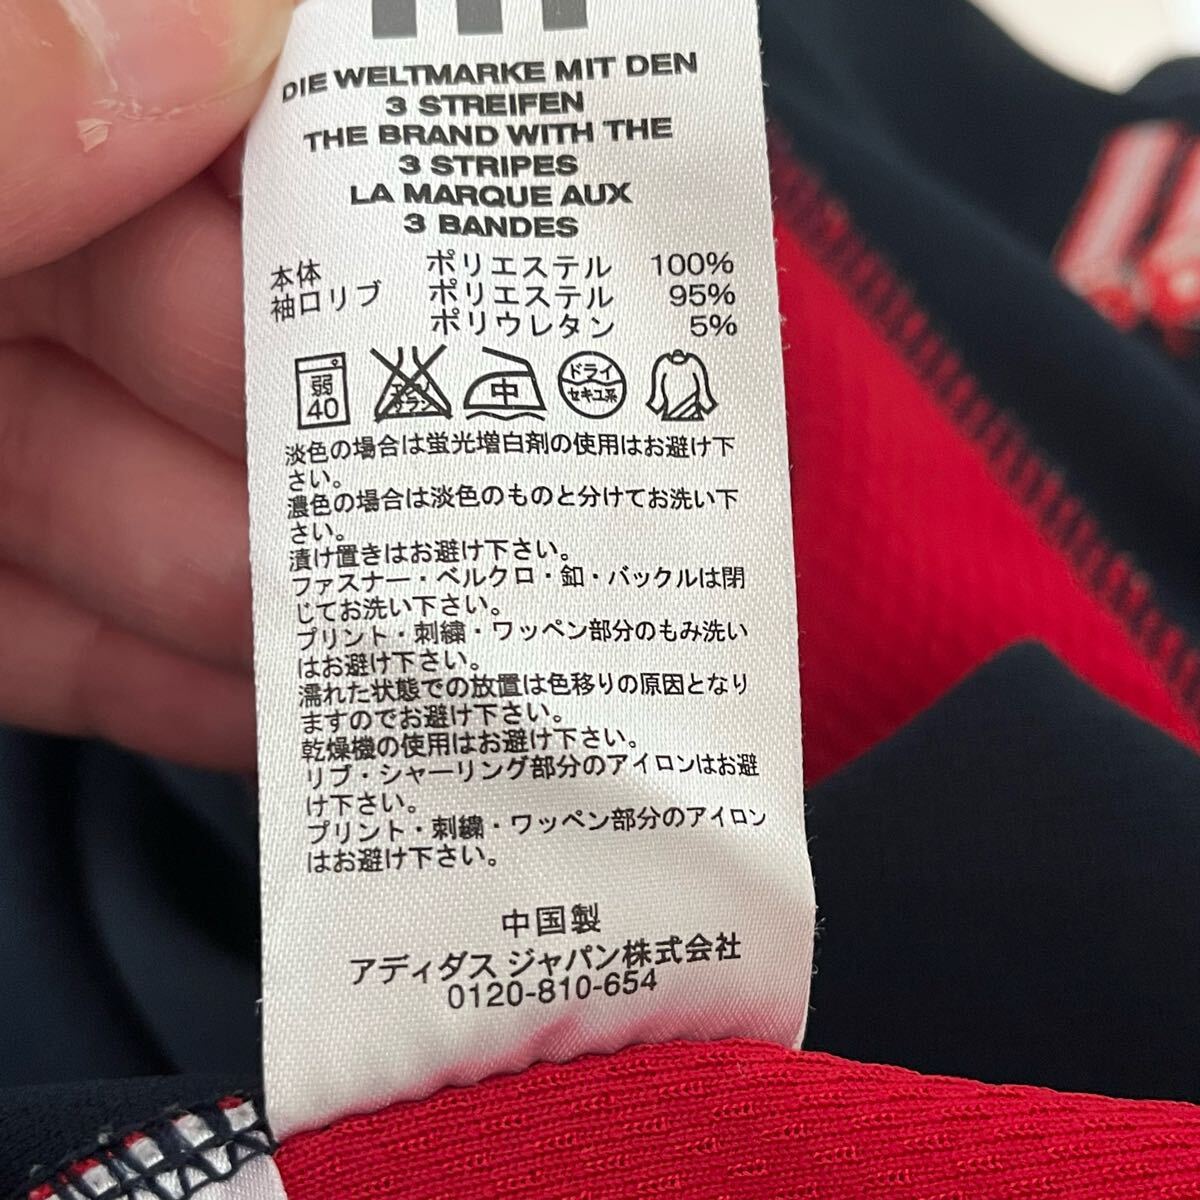 DIE WELTMARKE MIT DEN
3 STREIFEN
THE BRAND WITH THE
3 STRIPES
LA MARQUE AUX
3 BANDES
本体 ポリエステル 100%
袖口リブ ポリエステル 95%
ポリウレタン 5%
弱 40 エンソ サラシ 中 ドライ セキユ系
淡色の場合は蛍光増白剤の使用はお避け下
さい。
濃色の場合は淡色のものと分けてお洗い下
さい。
漬け置きはお避け下さい。
ファスナー・ベルクロ・釦・バックルは閉
じてお洗い下さい。
プリント・刺繍・ワッペン部分のもみ洗い
はお避け下さい。
濡れた状態での放置は色移りの原因となり
ますのでお避け下さい。
乾燥機の使用はお避け下さい。
リブ・シャーリング部分のアイロンはお避
け下さい。
プリント・刺繍・ワッペン部分のアイロン
はお避け下さい。
中国製
アディダス ジャパン株式会社
0120-810-654